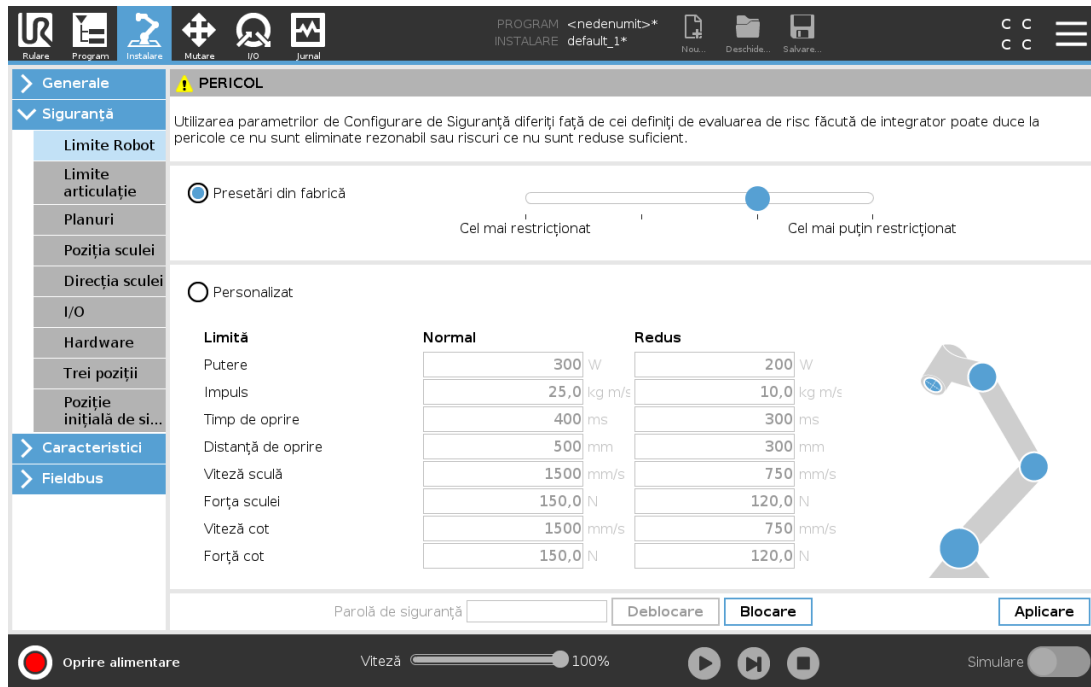 PROGRAM <nedenumit>*
INSTALARE default_1*
Rulare Program Instalare Mutare I/O Jurnal Nou... Deschide... Salvare...
C C
C C
Generale
Siguranță
Limite Robot
Limite
articulație
Planuri
Poziția sculei
Direcția sculei
I/O
Hardware
Trei poziții
Poziție
inițială de si...
Caracteristici
Fieldbus
PERICOL
Utilizarea parametrilor de Configurare de Siguranță diferiți față de cei definiți de evaluarea de risc făcută de integrator poate duce la
pericole ce nu sunt eliminate rezonabil sau riscuri ce nu sunt reduse suficient.
Presetări din fabrică
Cel mai restricționat Cel mai puțin restricționat
Personalizat
Limită Normal Redus
Putere 300 W 200 W
Impuls 25,0 kg m/s 10,0 kg m/s
Timp de oprire 400 ms 300 ms
Distanță de oprire 500 mm 300 mm
Viteză sculă 1500 mm/s 750 mm/s
Forța sculei 150,0 N 120,0 N
Viteză cot 1500 mm/s 750 mm/s
Forță cot 150,0 N 120,0 N
Parolă de siguranță Deblocare Blocare Aplicare
Oprire alimentare Viteză 100% Simulare